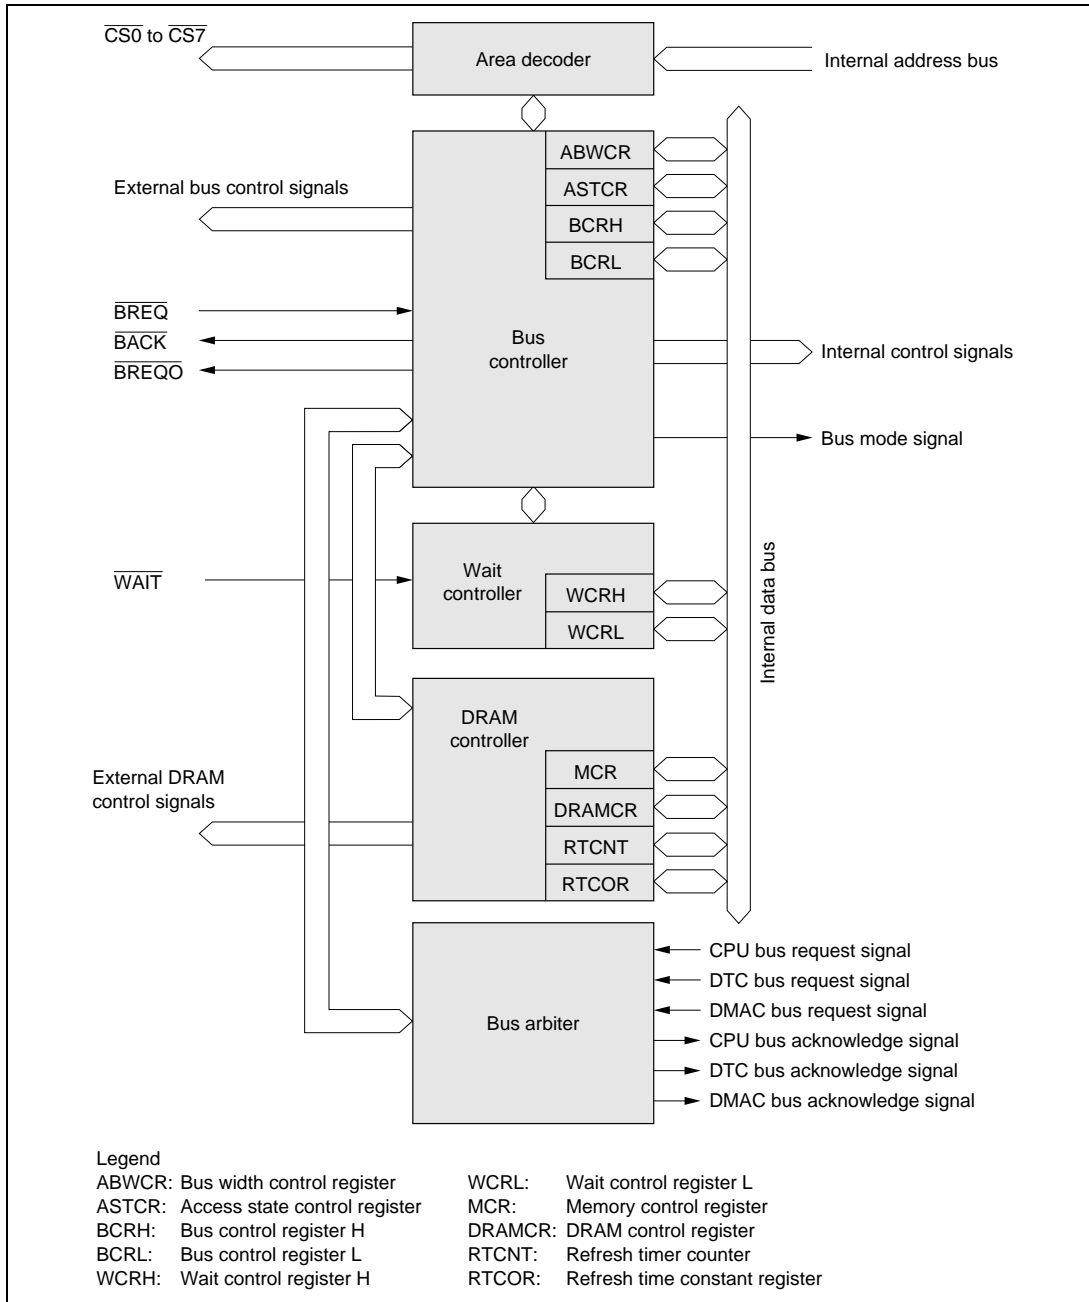 CS0 to CS7
Area decoder
Internal address bus
ABWCR
External bus control signals
ASTCR
BCRH
BCRL
BREQ
Bus
controller
BACK
Internal control signals
BREQO
Bus mode signal
Internal data bus
WAIT
Wait
controller
WCRH
WCRL
DRAM
controller
External DRAM
control signals
MCR
DRAMCR
RTCNT
RTCOR
Bus arbiter
CPU bus request signal
DTC bus request signal
DMAC bus request signal
CPU bus acknowledge signal
DTC bus acknowledge signal
DMAC bus acknowledge signal
Legend
ABWCR: Bus width control register
ASTCR: Access state control register
BCRH: Bus control register H
BCRL: Bus control register L
WCRH: Wait control register H
WCRL: Wait control register L
MCR: Memory control register
DRAMCR: DRAM control register
RTCNT: Refresh timer counter
RTCOR: Refresh time constant register